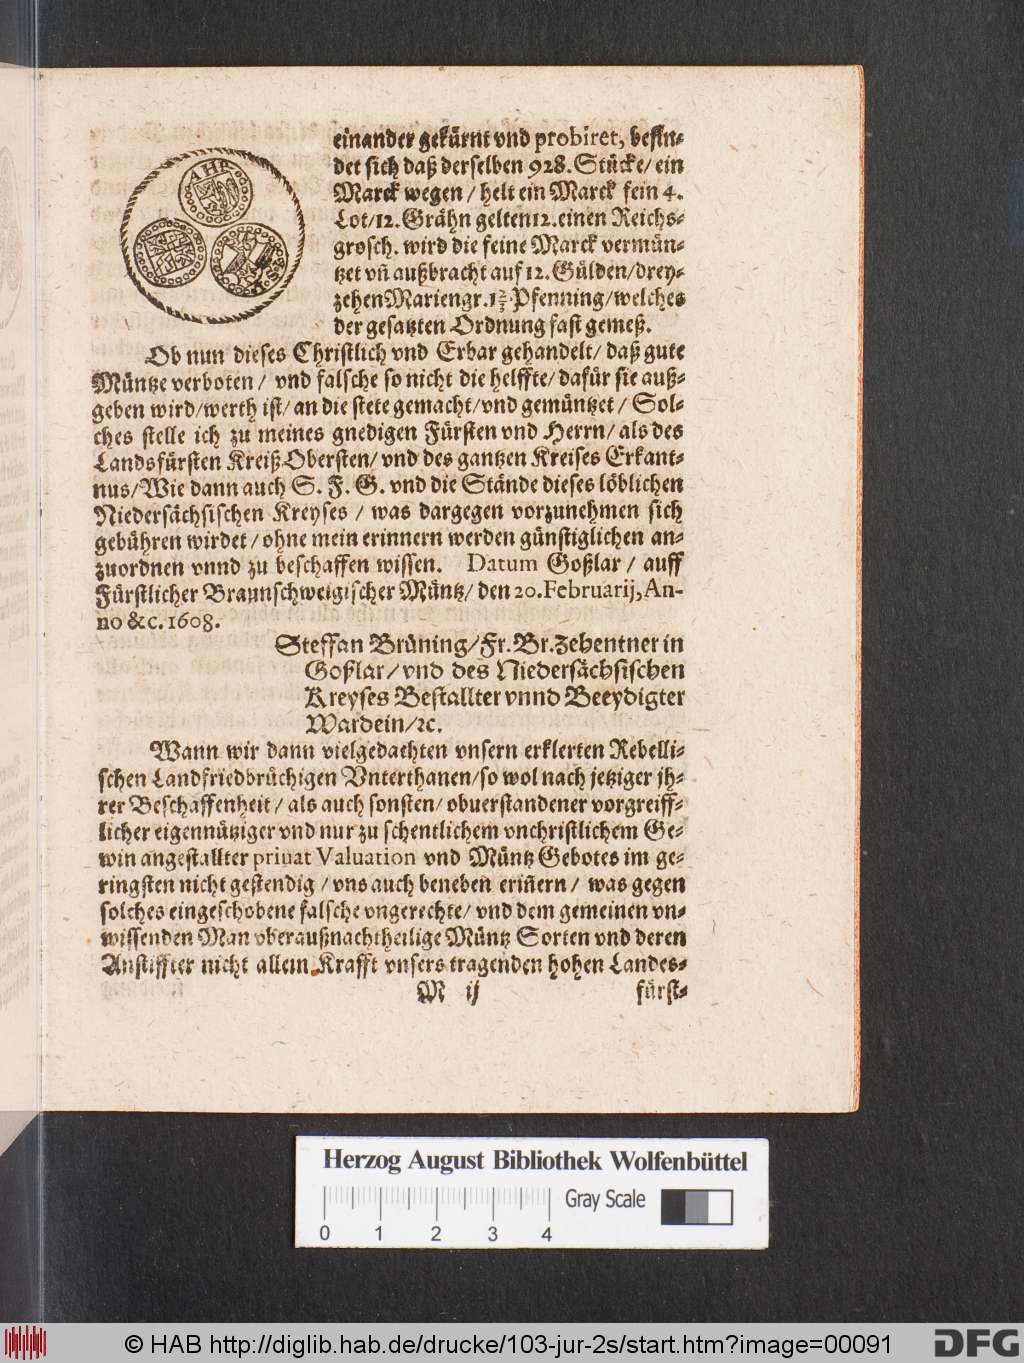 einander gekürnt vnd probiret, befin-
det sich daß derselben 928. Stücke/ ein
Marck wegen / helt ein Marck fein 4.
Lot/12. Grähn gelten12. einen Reichs-
grosch. wird die feine Marck vermün-
tzet vñ außbracht auf 12. Gülden/drey-
zehen Mariengr. 1 2/3. Pfenning/welches
der gesatzten Ordnung fast gemeß.
Ob nun dieses Christlich vnd Erbar gehandelt/ daß gute
Müntze verboten / vnd falsche so nicht die helffte/ dafür sie auß-
geben wird/werth ist/ an die stete gemacht/vnd gemüntzet / Sol-
ches stelle ich zu meines gnedigen Fürsten vnd Herrn/ als des
Landsfürsten Kreiß Obersten/ vnd des gantzen Kreises Erkant-
nus/Wie dann auch S. F. G. vnd die Stände dieses löblichen
Niedersächsischen Kreyses / was dargegen vorzunehmen sich
gebühren wirdet / ohne mein erinnern werden günstiglichen an-
zuordnen vnnd zu beschaffen wissen. Datum Goßlar / auff
Fürstlicher Braunschweigischer Müntz/ den 20. Februarij, An-
no &c. 1608.
Steffan Brüning/Fr. Br. Zehentner in
Goßlar/vnd des Niedersächsischen
Kreyses Bestallter vnnd Beeydigter
Wardein/ꝛc.
Wann wir dann vielgedachten vnsern erklerten Rebelli-
schen Landfriedbrüchigen Vnterthanen/so wol nach jetziger jh-
rer Beschaffenheit / als auch sonsten/ obuerstandener vorgreiff-
licher eigennütziger vnd nur zu schentlichem vnchristlichem Ge-
win angestallter priuat Valuation vnd Müntz Gebotes im ge-
ringsten nicht gestendig / vns auch beneben eriñern / was gegen
solches eingeschobene falsche vngerechte/ vnd dem gemeinen vn-
wissenden Man vberaußnachtheilige Müntz Sorten vnd deren
Anstiffter nicht allein Krafft vnsers tragenden hohen Landes-
M ij fürst-
Herzog August Bibliothek Wolfenbüttel
Gray Scale
0 1 2 3 4
© HAB http://diglib.hab.de/drucke/103-jur-2s/start.htm?image=00091
DFG